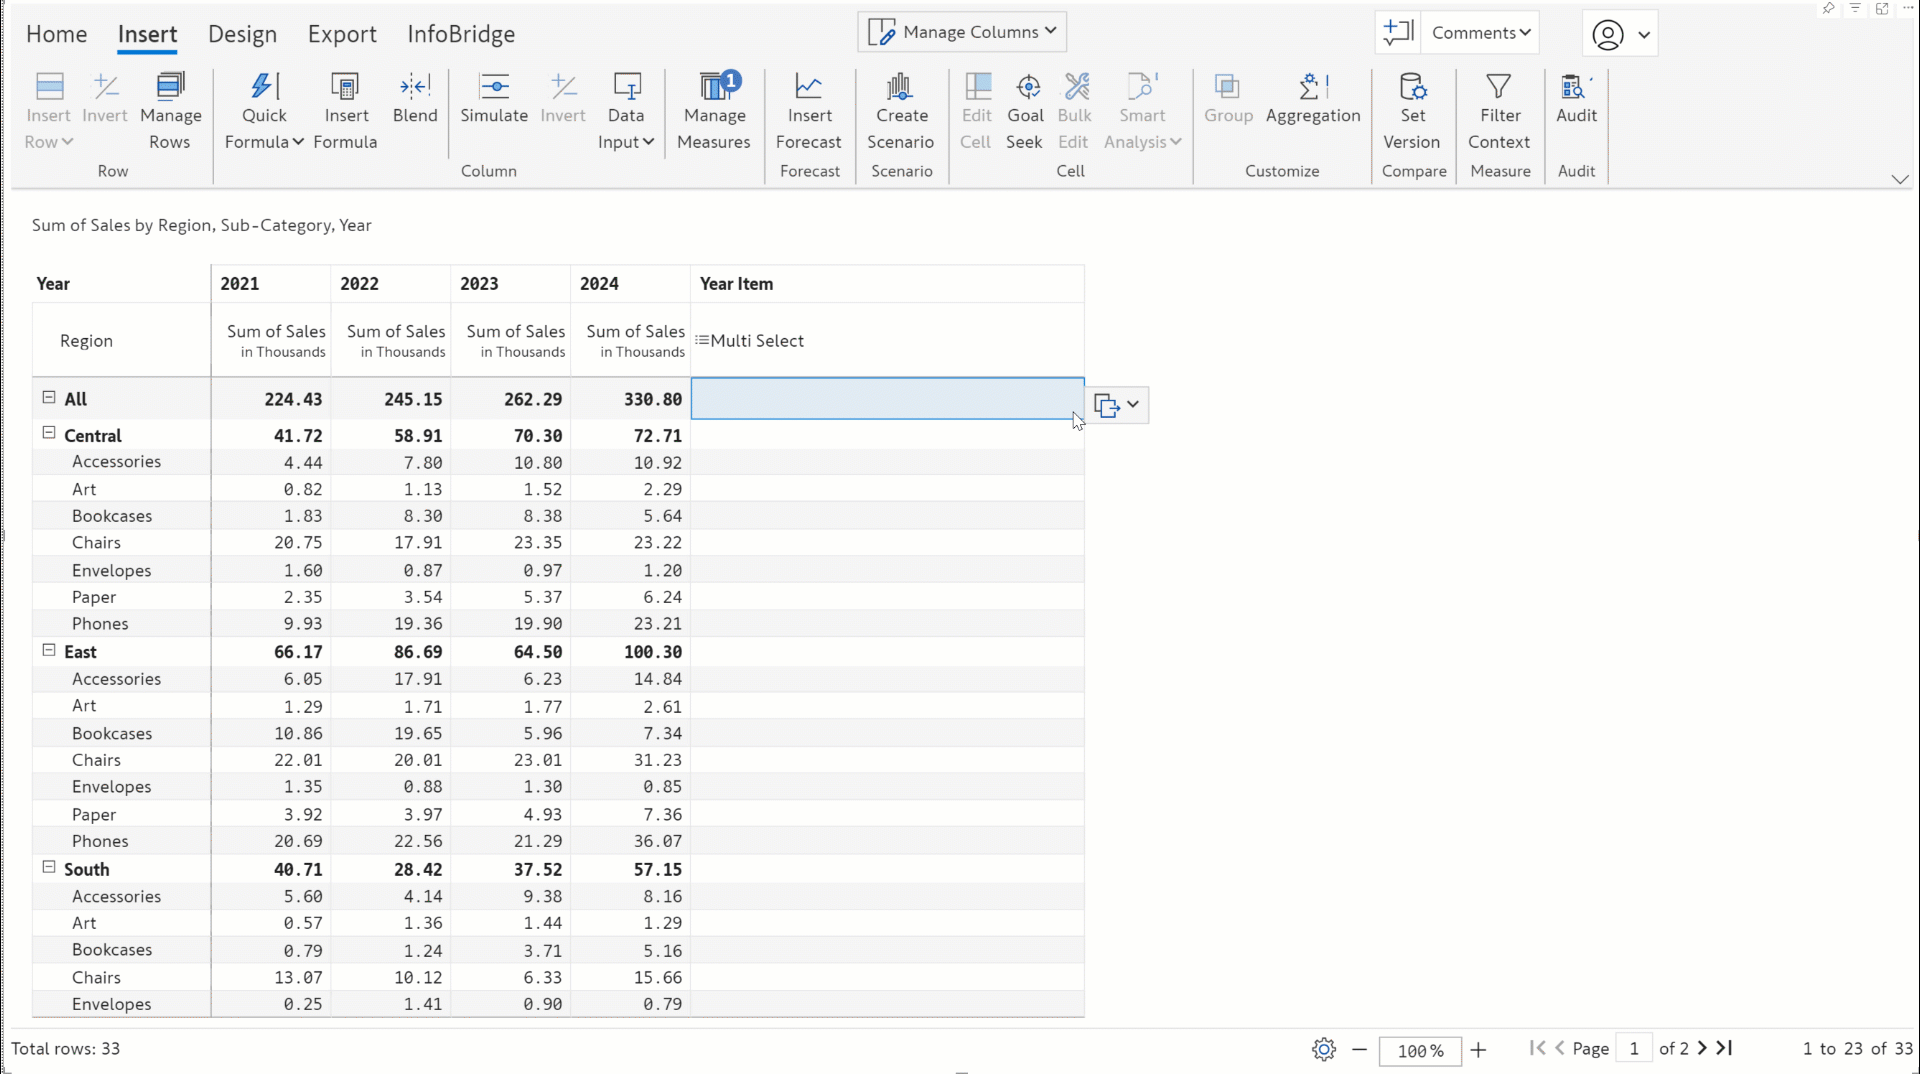 Home Insert Design Export InfoBridge Manage Columns Comments
Insert Row Invert Manage Rows Quick Formula Insert Formula Blend Simulate Invert Data Input Manage Measures 1 Insert Forecast Create Scenario Edit Cell Goal Seek Bulk Edit Smart Analysis Group Aggregation Set Version Filter Context Audit
Row Column Forecast Scenario Cell Customize Compare Measure Audit
Sum of Sales by Region, Sub-Category, Year
Year 2021 2022 2023 2024 Year Item
Region Sum of Sales in Thousands Sum of Sales in Thousands Sum of Sales in Thousands Sum of Sales in Thousands Multi Select
All 224.43 245.15 262.29 330.80
Central 41.72 58.91 70.30 72.71
Accessories 4.44 7.80 10.80 10.92
Art 0.82 1.13 1.52 2.29
Bookcases 1.83 8.30 8.38 5.64
Chairs 20.75 17.91 23.35 23.22
Envelopes 1.60 0.87 0.97 1.20
Paper 2.35 3.54 5.37 6.24
Phones 9.93 19.36 19.90 23.21
East 66.17 86.69 64.50 100.30
Accessories 6.05 17.91 6.23 14.84
Art 1.29 1.71 1.77 2.61
Bookcases 10.86 19.65 5.96 7.34
Chairs 22.01 20.01 23.01 31.23
Envelopes 1.35 0.88 1.30 0.85
Paper 3.92 3.97 4.93 7.36
Phones 20.69 22.56 21.29 36.07
South 40.71 28.42 37.52 57.15
Accessories 5.60 4.14 9.38 8.16
Art 0.57 1.36 1.44 1.29
Bookcases 0.79 1.24 3.71 5.16
Chairs 13.07 10.12 6.33 15.66
Envelopes 0.25 1.41 0.90 0.79
Total rows: 33 100% Page 1 of 2 1 to 23 of 33